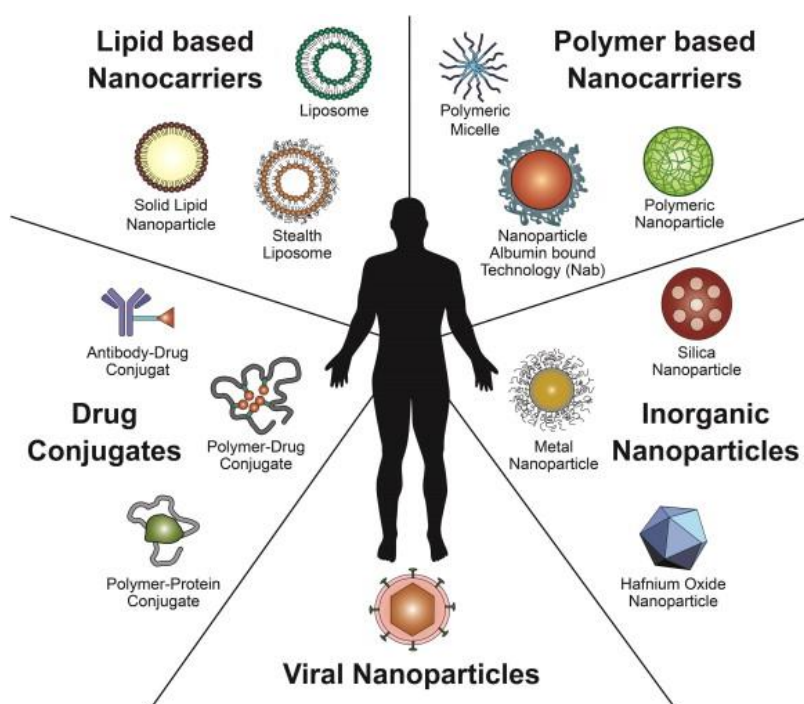 Lipid based
Nanocarriers
Liposome
Solid Lipid
Nanoparticle
Stealth
Liposome
Polymer based
Nanocarriers
Polymeric
Micelle
Nanoparticle
Albumin bound
Technology (Nab)
Polymeric
Nanoparticle
Antibody-Drug
Conjugat
Drug
Conjugates
Polymer-Drug
Conjugate
Polymer-Protein
Conjugate
Silica
Nanoparticle
Metal
Nanoparticle
Inorganic
Nanoparticles
Hafnium Oxide
Nanoparticle
Viral Nanoparticles